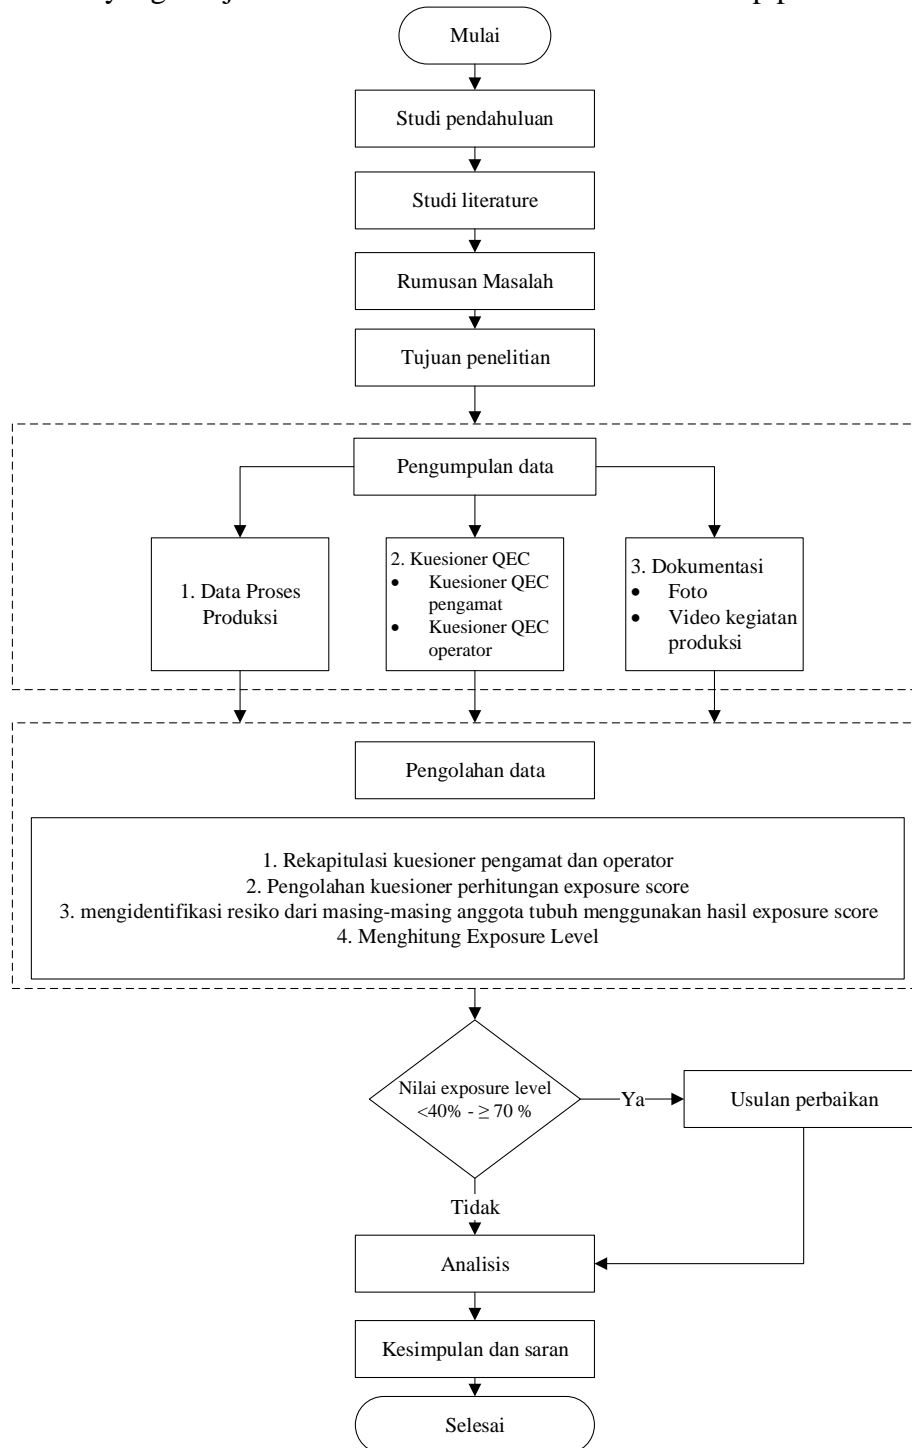 Mulai
Studi pendahuluan
Studi literature
Rumusan Masalah
Tujuan penelitian
Pengumpulan data
1. Data Proses
Produksi
2. Kuesioner QEC
• Kuesioner QEC
pengamat
• Kuesioner QEC
operator
3. Dokumentasi
• Foto
• Video kegiatan
produksi
Pengolahan data
1. Rekapitulasi kuesioner pengamat dan operator
2. Pengolahan kuesioner perhitungan exposure score
3. mengidentifikasi resiko dari masing-masing anggota tubuh menggunakan hasil exposure score
4. Menghitung Exposure Level
Nilai exposure level
<40% - ≥ 70 %
Ya
Usulan perbaikan
Tidak
Analisis
Kesimpulan dan saran
Selesai